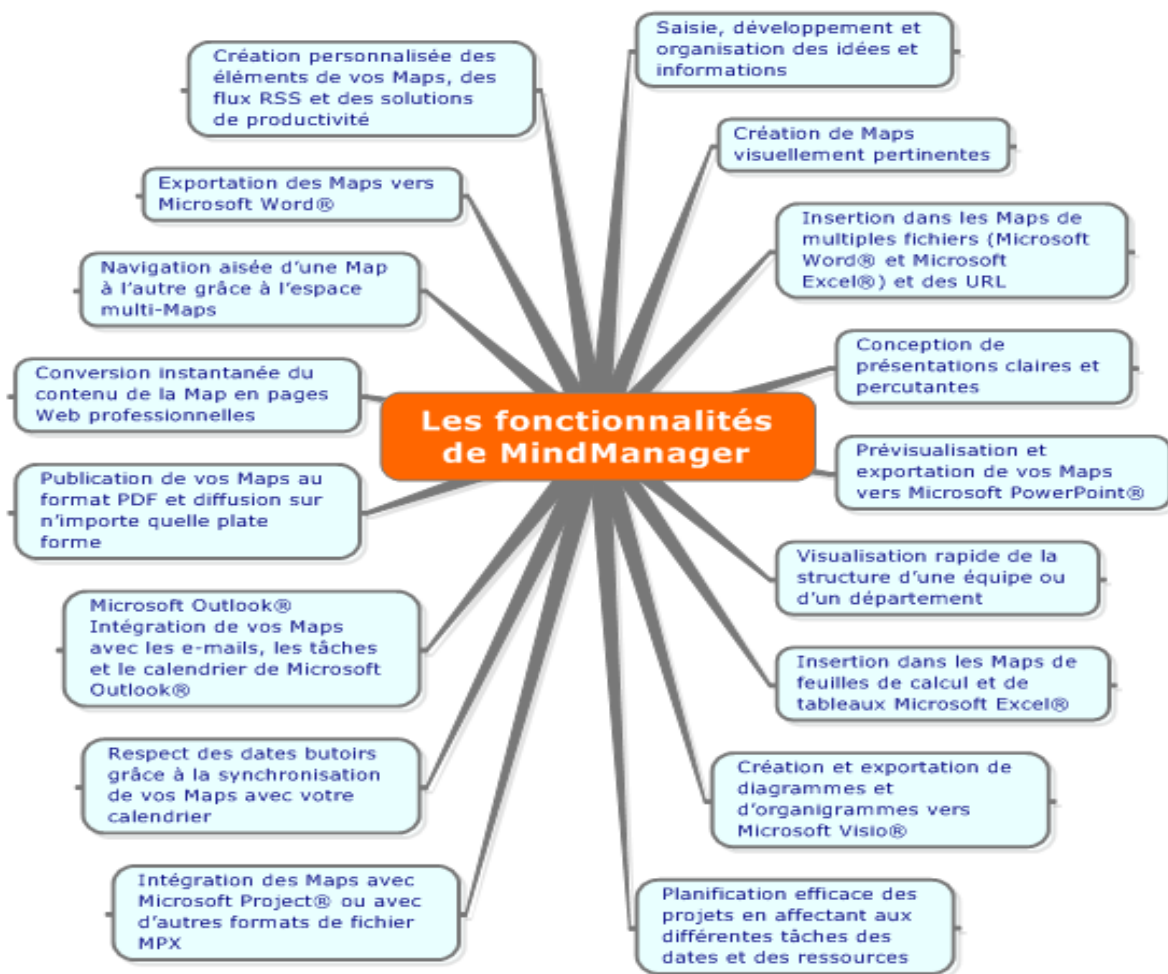 Les fonctionnalités
de MindManager
Saisie, développement et
organisation des idées et
informations
Création de Maps
visuellement pertinentes
Insertion dans les Maps de
multiples fichiers (Microsoft
Word® et Microsoft
Excel®) et des URL
Conception de
présentations claires et
percutantes
Prévisualisation et
exportation de vos Maps
vers Microsoft PowerPoint®
Visualisation rapide de la
structure d'une équipe ou
d'un département
Insertion dans les Maps de
feuilles de calcul et de
tableaux Microsoft Excel®
Création et exportation de
diagrammes et
d'organigrammes vers
Microsoft Visio®
Planification efficace des
projets en affectant aux
différentes tâches des
dates et des ressources
Intégration des Maps avec
Microsoft Project® ou avec
d'autres formats de fichier
MPX
Respect des dates butoirs
grâce à la synchronisation
de vos Maps avec votre
calendrier
Microsoft Outlook®
Intégration de vos Maps
avec les e-mails, les tâches
et le calendrier de Microsoft
Outlook®
Publication de vos Maps au
format PDF et diffusion sur
n'importe quelle plate
forme
Conversion instantanée du
contenu de la Map en pages
Web professionnelles
Navigation aisée d'une Map
à l'autre grâce à l'espace
multi-Maps
Exportation des Maps vers
Microsoft Word®
Création personnalisée des
éléments de vos Maps, des
flux RSS et des solutions
de productivité